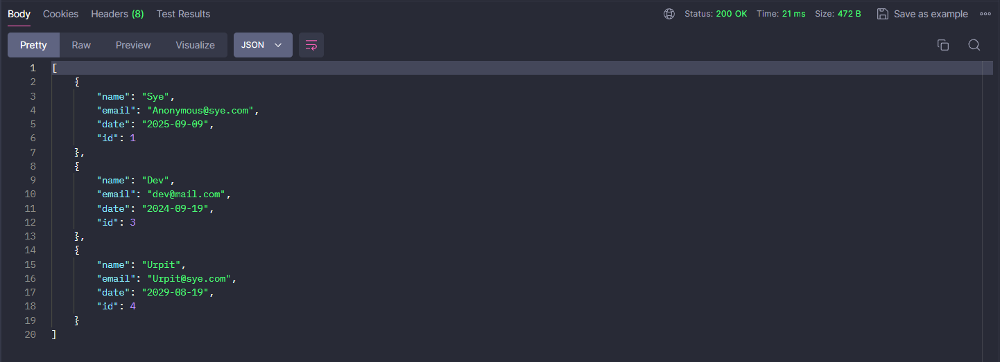 Body Cookies Headers (8) Test Results Status: 200 OK Time: 21 ms Size: 472 B Save as example
Pretty Raw Preview Visualize JSON
1 [
2     {
3         "name": "Sye",
4         "email": "Anonymous@sye.com",
5         "date": "2025-09-09",
6         "id": 1
7     },
8     {
9         "name": "Dev",
10         "email": "dev@mail.com",
11         "date": "2024-09-19",
12         "id": 3
13     },
14     {
15         "name": "Urpit",
16         "email": "Urpit@sye.com",
17         "date": "2029-08-19",
18         "id": 4
19     }
20 ]